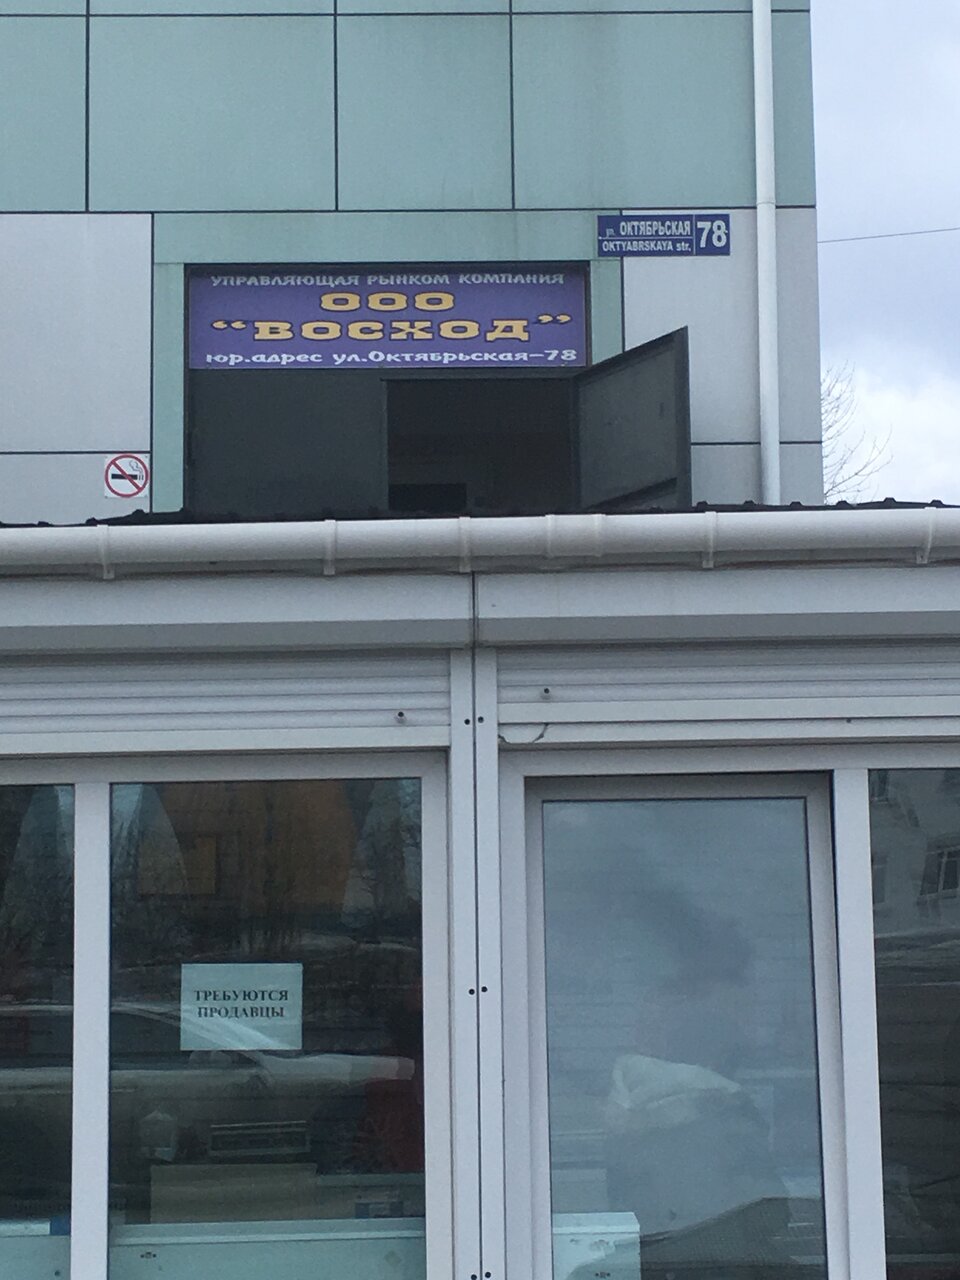 ул. ОКТЯБРЬСКАЯ
OKTYABRSKAYA str.
78
УПРАВЛЯЮЩАЯ РЫНКОМ КОМПАНИЯ
ООО
“ВОСХОД”
юр.адрес ул.Октябрьская-78
ТРЕБУЮТСЯ
ПРОДАВЦЫ